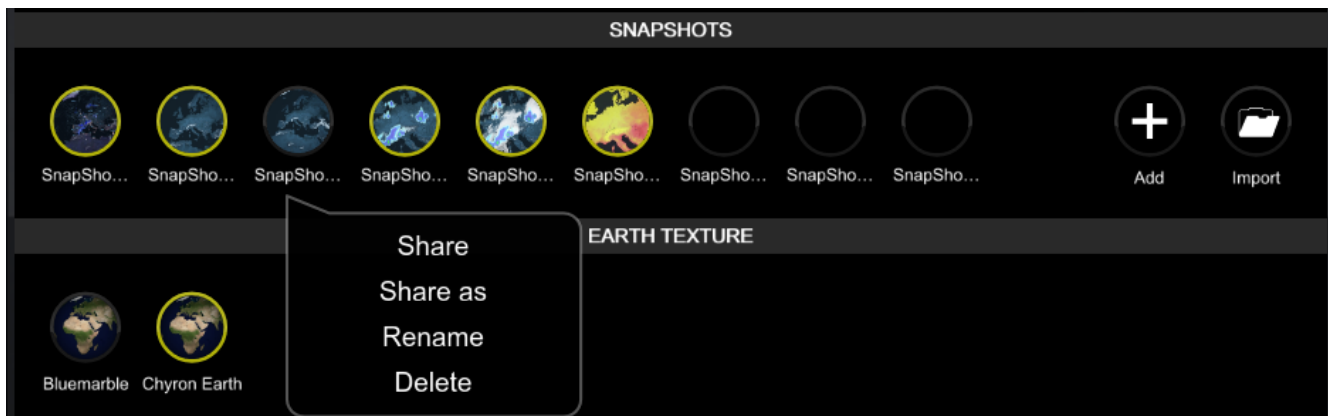 SNAPSHOTS
SnapSho... SnapSho... SnapSho... SnapSho... SnapSho... SnapSho... SnapSho... SnapSho... SnapSho... Add Import
EARTH TEXTURE
Share
Share as
Rename
Delete
Bluemarble Chyron Earth